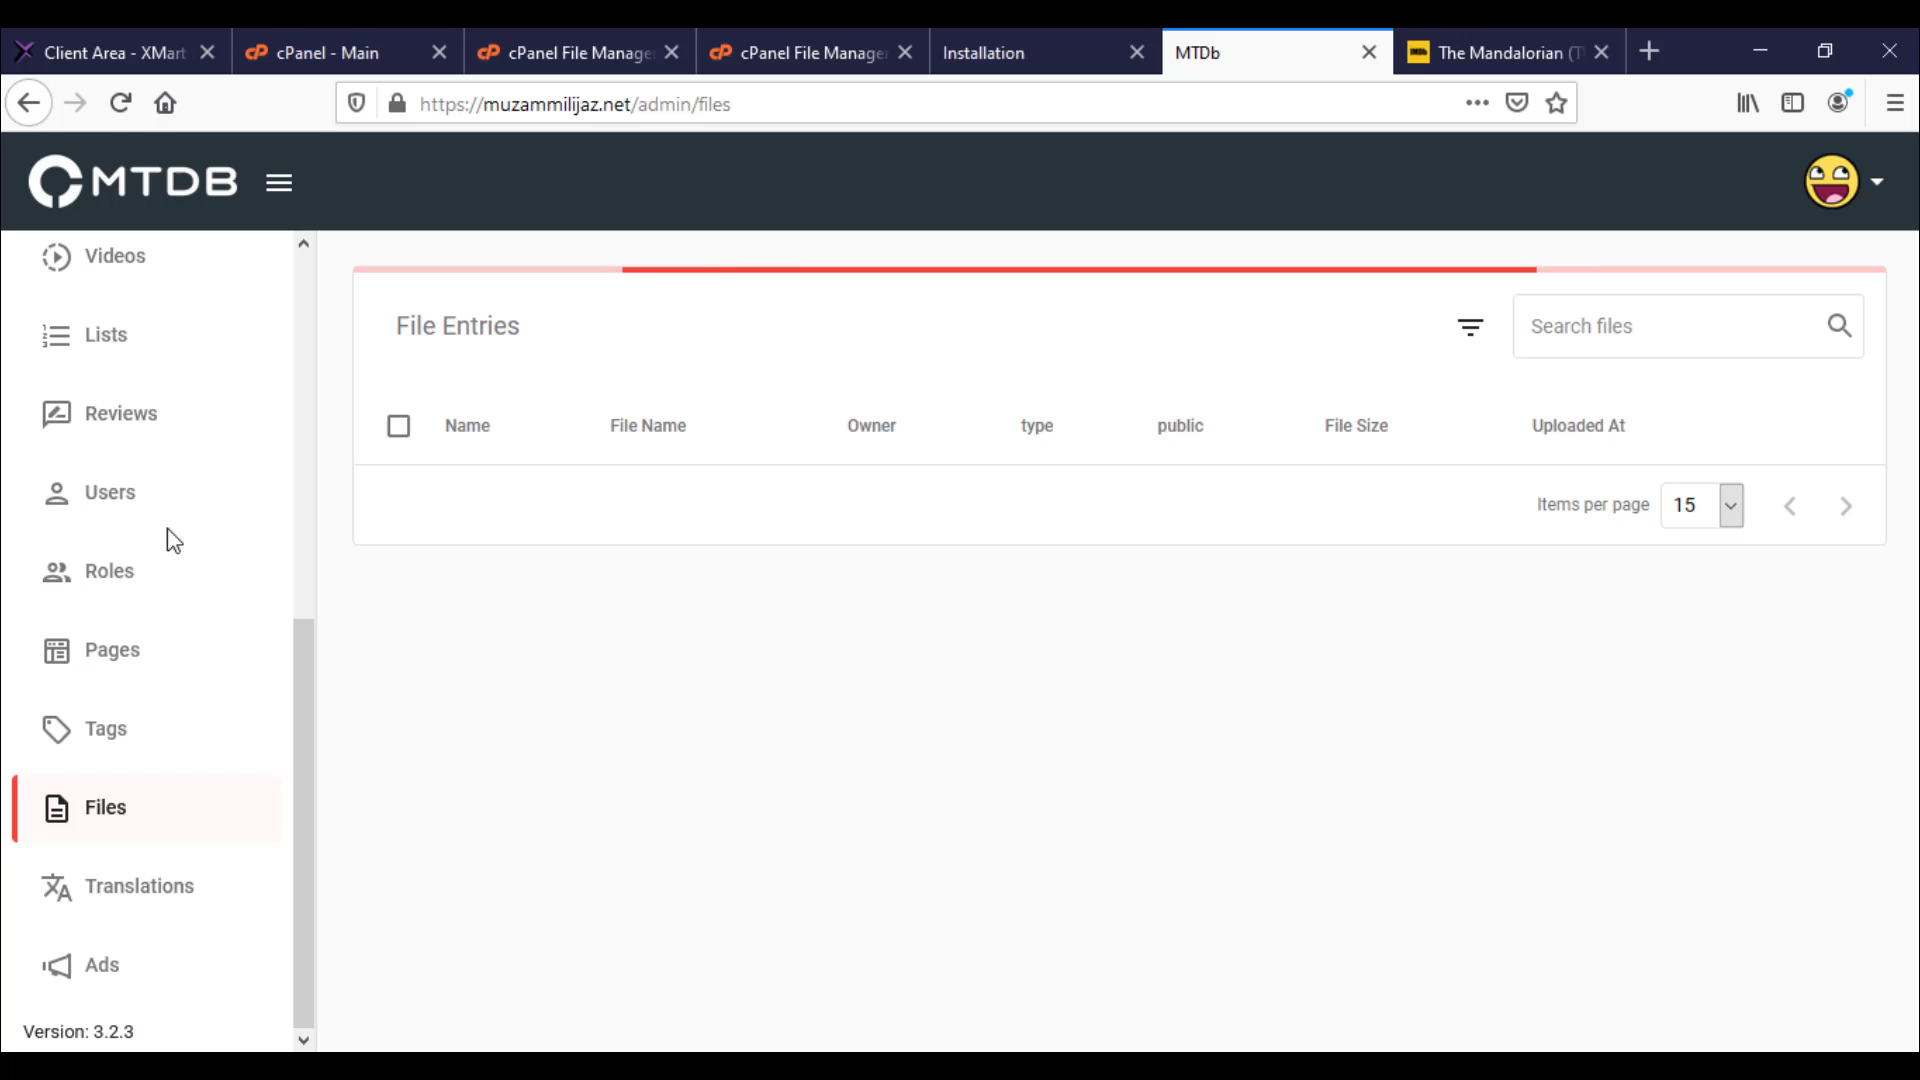 Client Area - XMart
cPanel - Main
cPanel File Manage
cPanel File Manager
Installation
MTDb
IMDb
The Mandalorian (T
https://muzammilijaz.net/admin/files
MTDB
Videos
Lists
Reviews
Users
Roles
Pages
Tags
Files
Translations
Ads
Version: 3.2.3
File Entries
Search files
Name File Name Owner type public File Size Uploaded At
Items per page 15